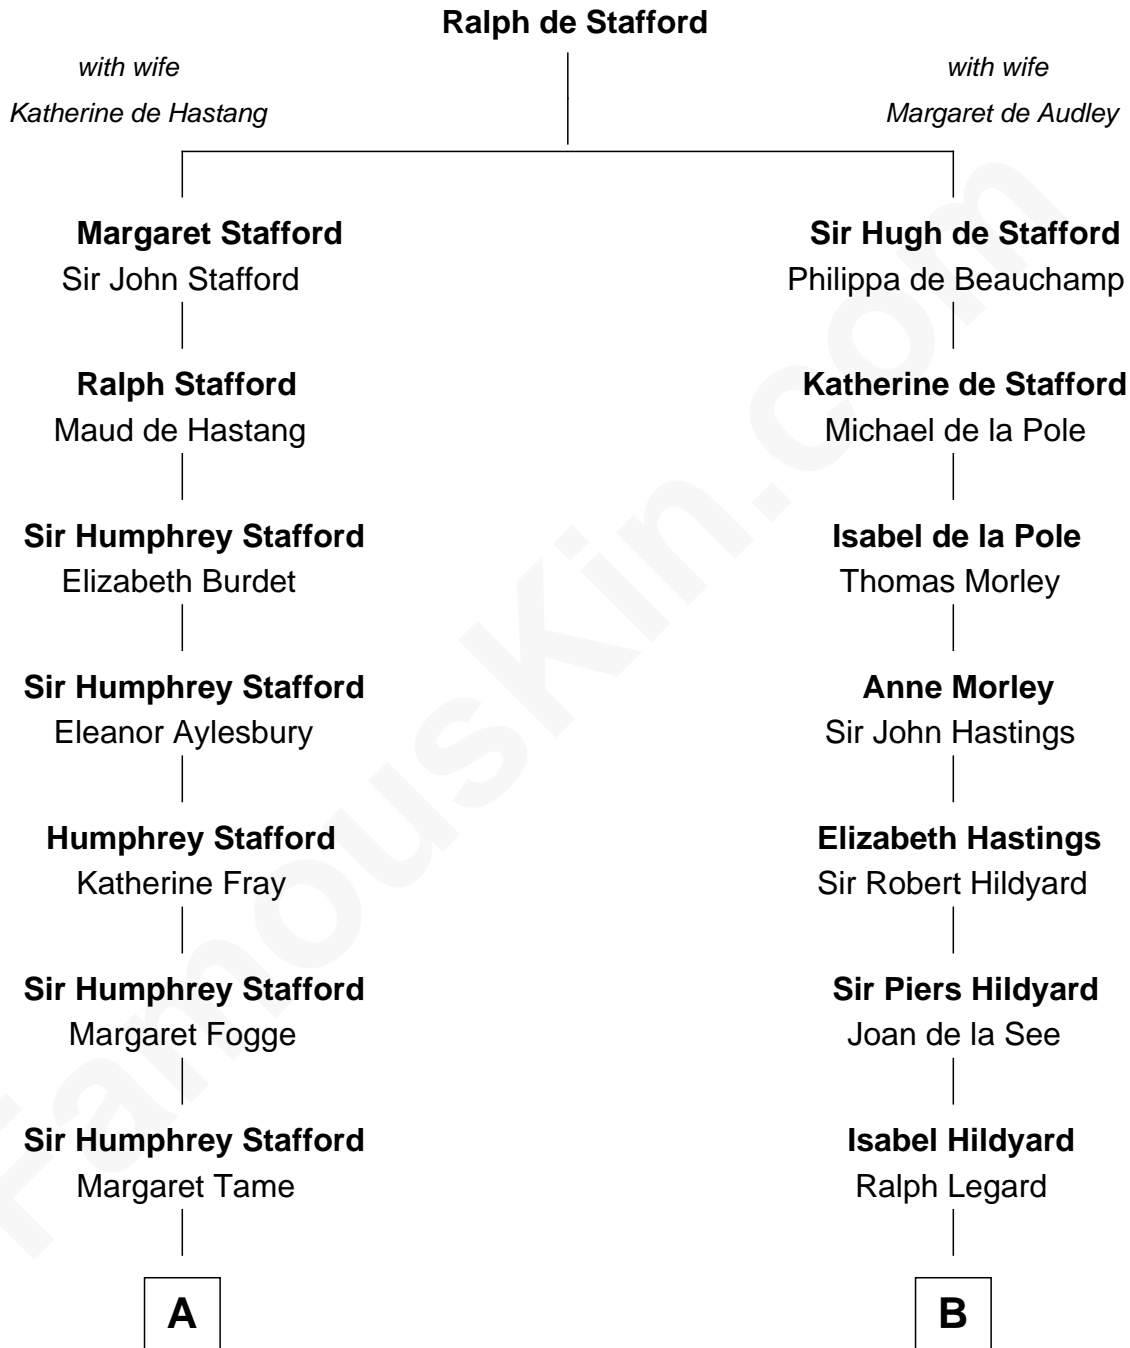 Ralph de Stafford
with wife
Katherine de Hastang
with wife
Margaret de Audley
Margaret Stafford
Sir John Stafford
Sir Hugh de Stafford
Philippa de Beauchamp
Ralph Stafford
Maud de Hastang
Katherine de Stafford
Michael de la Pole
Sir Humphrey Stafford
Elizabeth Burdet
Isabel de la Pole
Thomas Morley
Sir Humphrey Stafford
Eleanor Aylesbury
Anne Morley
Sir John Hastings
Humphrey Stafford
Katherine Fray
Elizabeth Hastings
Sir Robert Hildyard
Sir Humphrey Stafford
Margaret Fogge
Sir Piers Hildyard
Joan de la See
Sir Humphrey Stafford
Margaret Tame
Isabel Hildyard
Ralph Legard
A
B
FamousKin.com